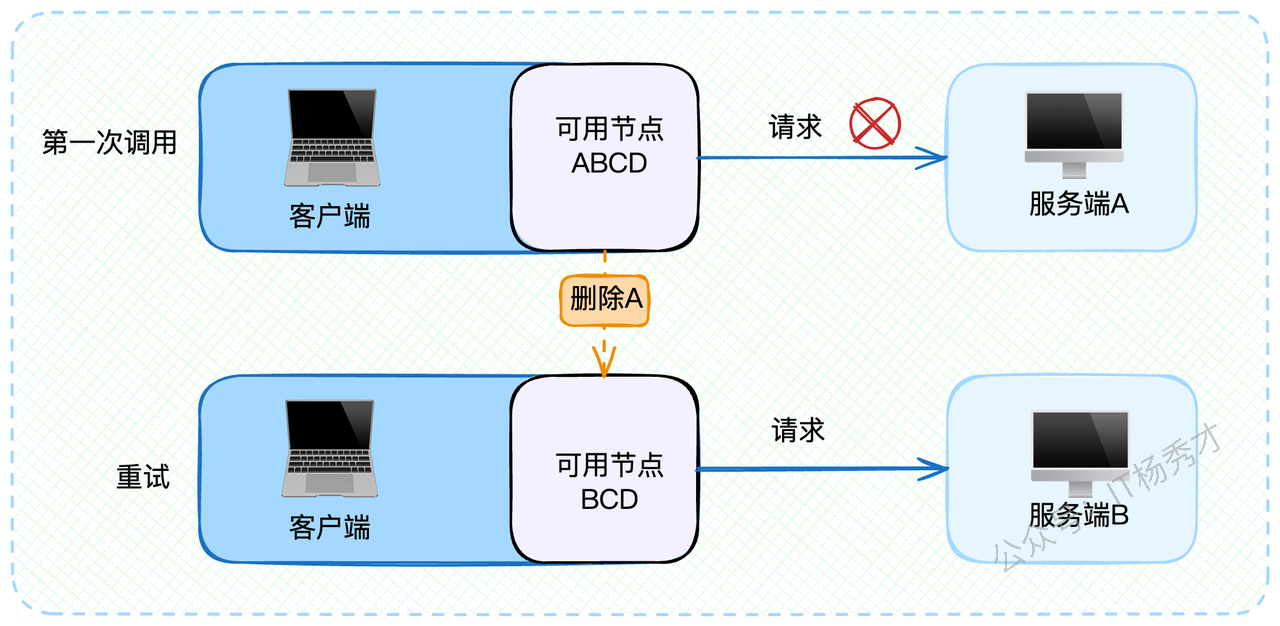 第一次调用
客户端
可用节点
ABCD
请求
服务端A
删除A
重试
客户端
可用节点
BCD
请求
服务端B
公众号：IT杨秀才